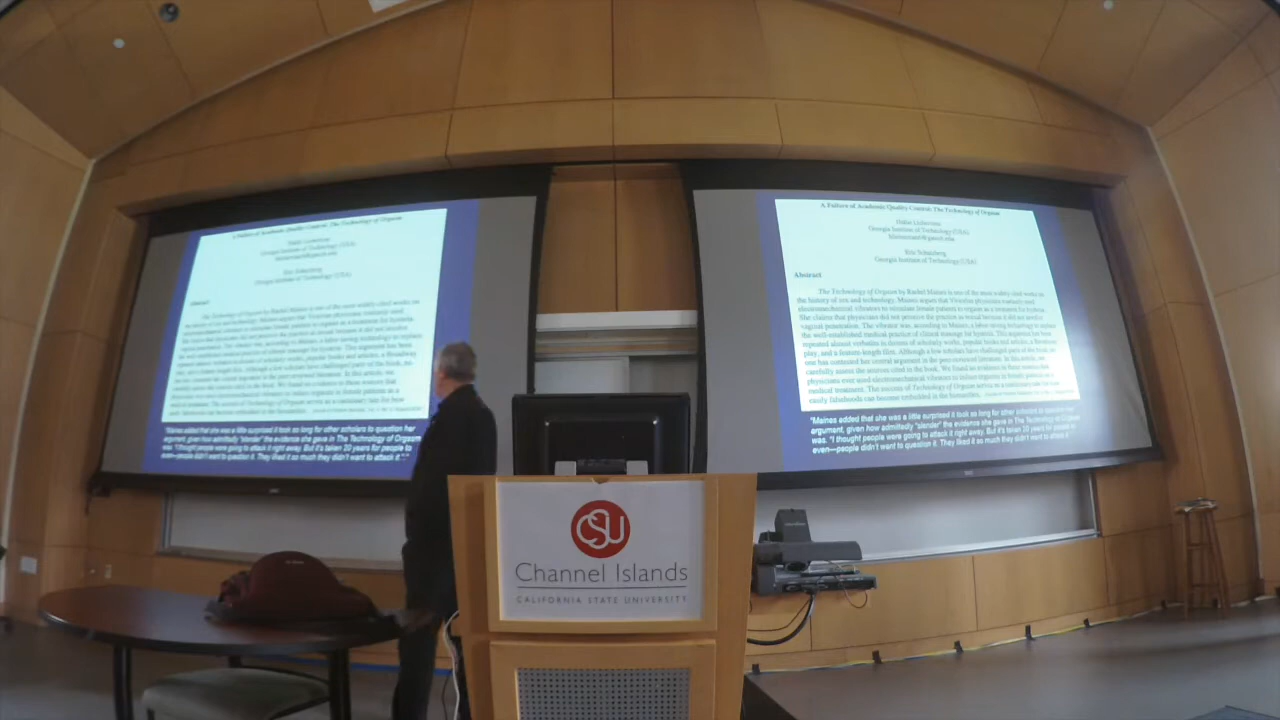 A Failure of Academic Quality Control: The Technology of Orgasm
Georgia Institute of Technology (USA)
Georgia Institute of Technology (USA)
Abstract
The Technology of Orgasm by Rachel Maines is one of the most widely cited works on
the history of sex and technology. Maines argues that Victorian physicians routinely used
electromechanical vibrators to stimulate female patients to orgasm as a treatment for hysteria.
She claims that physicians did not perceive the practice as sexual because it did not involve
vaginal penetration. The vibrator was, according to Maines, a labor-saving technology to replace
the well-established medical practice of clitoral massage for hysteria. This argument has been
repeated almost verbatim in dozens of scholarly works, popular books and articles, a Broadway
play, and a feature-length film. Although a few scholars have challenged parts of the book, no
one has contested her central argument in the peer-reviewed literature. In this article, we
carefully assess the sources cited in the book. We found no evidence in these sources that
physicians ever used electromechanical vibrators to induce orgasms in female patients as a
medical treatment. The success of Technology of Orgasm serves as a cautionary tale for how
easily falsehoods can become embedded in the humanities.
"Maines added that she was a little surprised it took so long for other scholars to question her
argument, given how admittedly "slender" the evidence she gave in The Technology of Orgasm
was. "I thought people were going to attack it right away. But it's taken 20 years for people to
even—people didn't want to question it. They liked it so much they didn't want to attack it."
CSU
Channel Islands
CALIFORNIA STATE UNIVERSITY